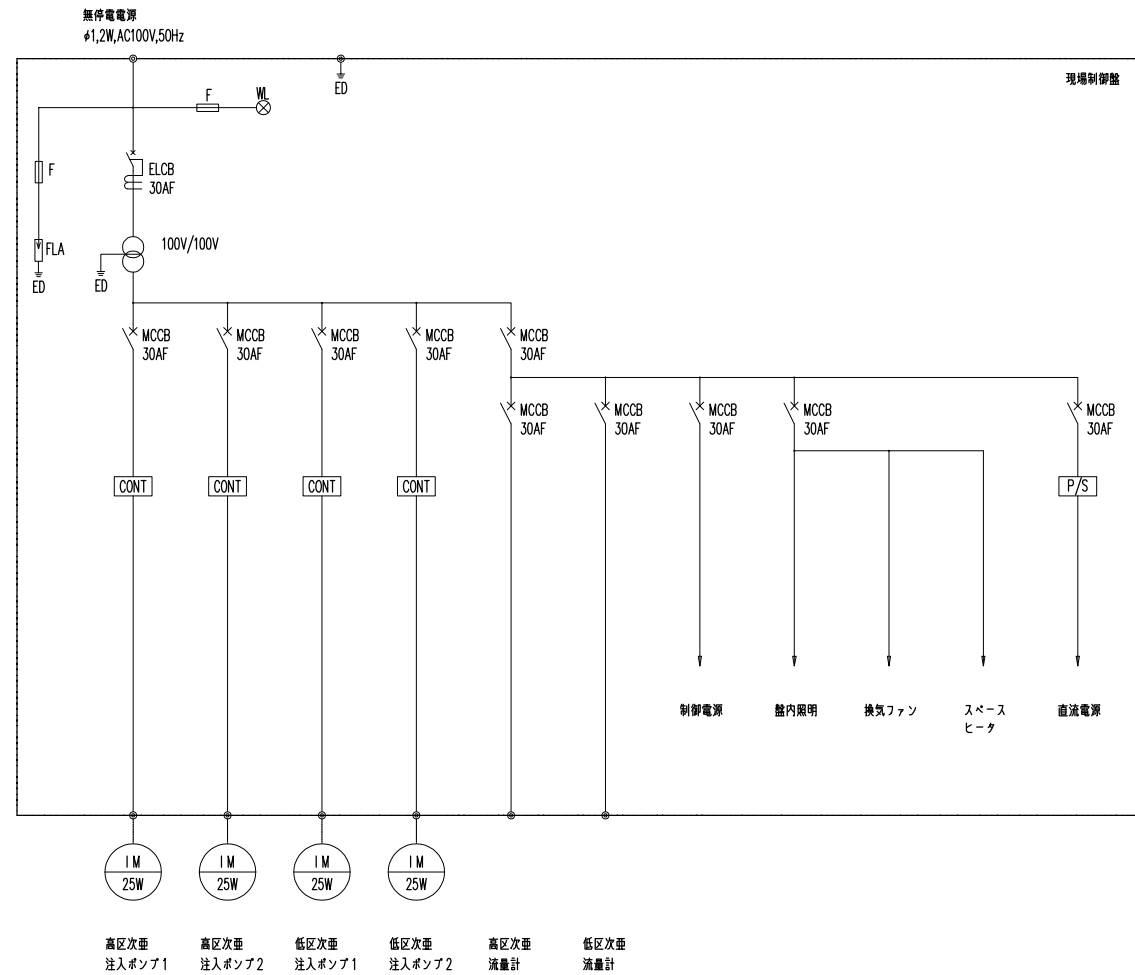 無停電電源
φ1,2W,AC100V,50Hz
ED
現場制御盤
F
WL
F
ELCB
30AF
FLA
ED
100V/100V
ED
MCCB
30AF
MCCB
30AF
MCCB
30AF
MCCB
30AF
MCCB
30AF
MCCB
30AF
MCCB
30AF
MCCB
30AF
MCCB
30AF
MCCB
30AF
CONT
CONT
CONT
CONT
P/S
制御電源
盤内照明
換気ファン
スペース
ヒータ
直流電源
IM
25W
IM
25W
IM
25W
IM
25W
高区次亜
注入ポンプ1
高区次亜
注入ポンプ2
低区次亜
注入ポンプ1
低区次亜
注入ポンプ2
高区次亜
流量計
低区次亜
流量計